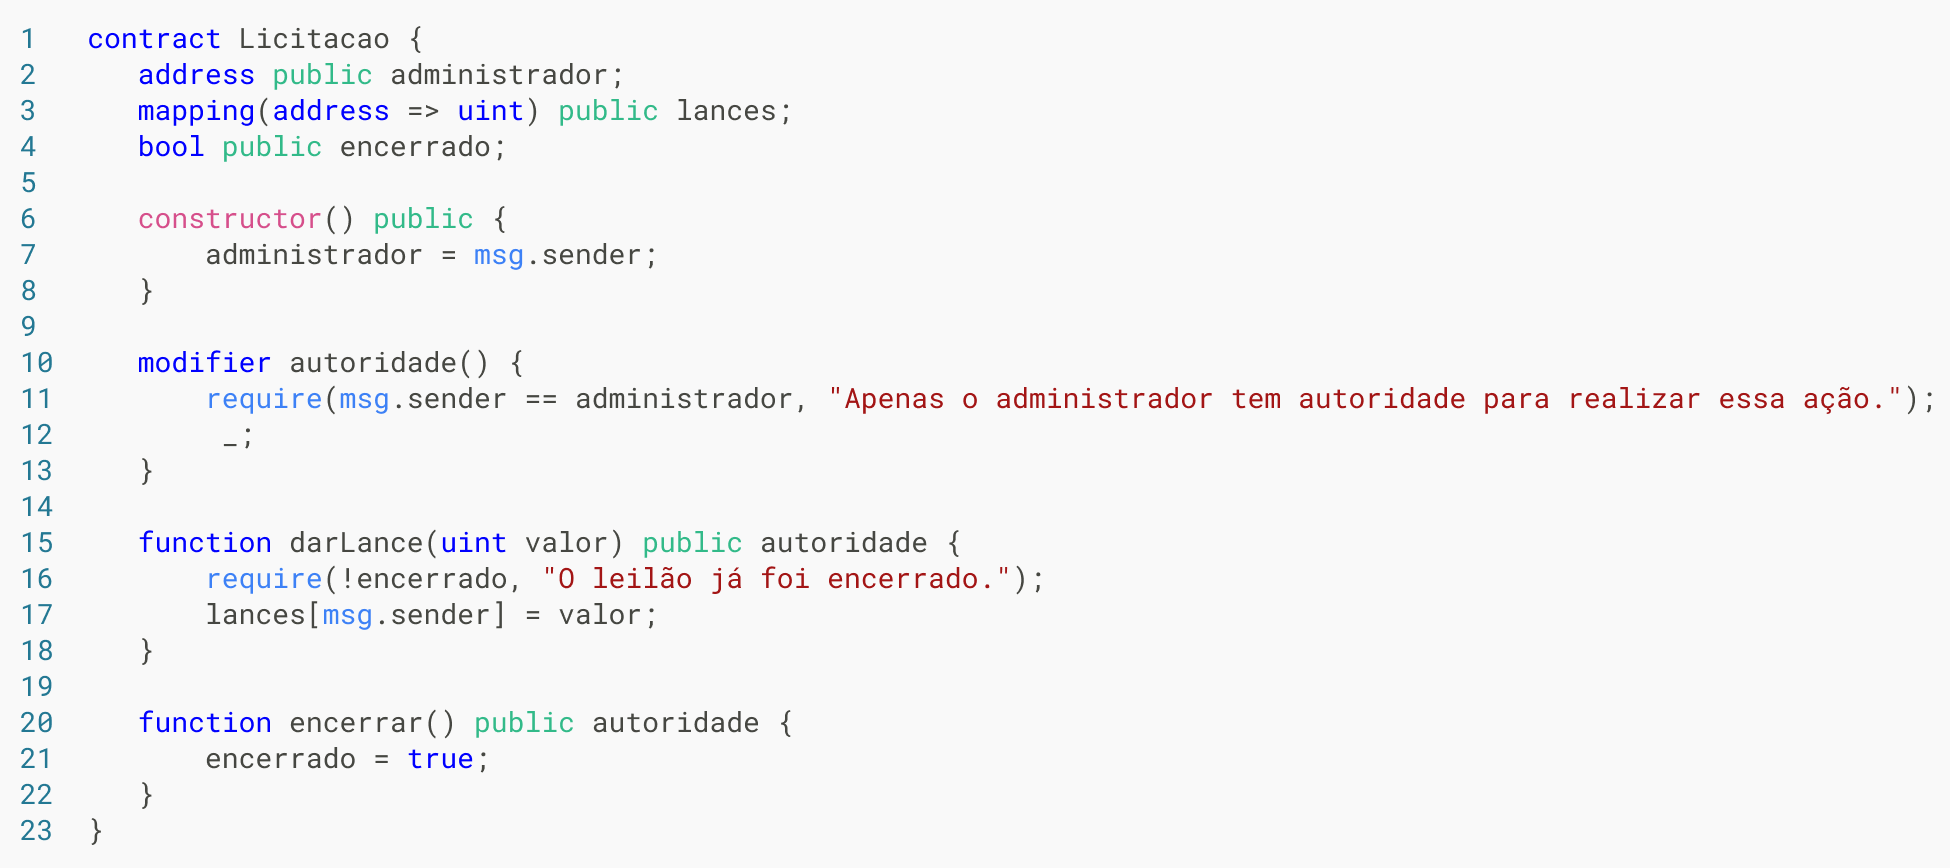 1 contract Licitacao {
2 address public administrador;
3 mapping(address => uint) public lances;
4 bool public encerrado;
5
6 constructor() public {
7 administrador = msg.sender;
8 }
9
10 modifier autoridade() {
11 require(msg.sender == administrador, "Apenas o administrador tem autoridade para realizar essa ação.");
12 _;
13 }
14
15 function darLance(uint valor) public autoridade {
16 require(!encerrado, "O leilão já foi encerrado.");
17 lances[msg.sender] = valor;
18 }
19
20 function encerrar() public autoridade {
21 encerrado = true;
22 }
23 }